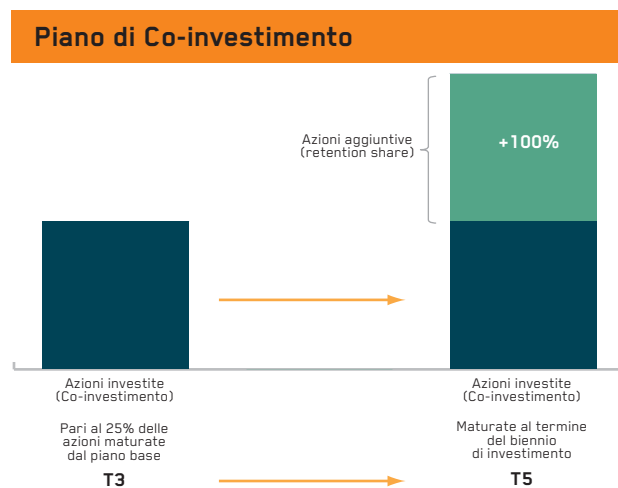 Piano di Co-investimento
Azioni aggiuntive
(retention share)
+100%
Azioni investite
(Co-investimento)
Pari al 25% delle
azioni maturate
dal piano base
T3
Azioni investite
(Co-investimento)
Maturate al termine
del biennio
di investimento
T5